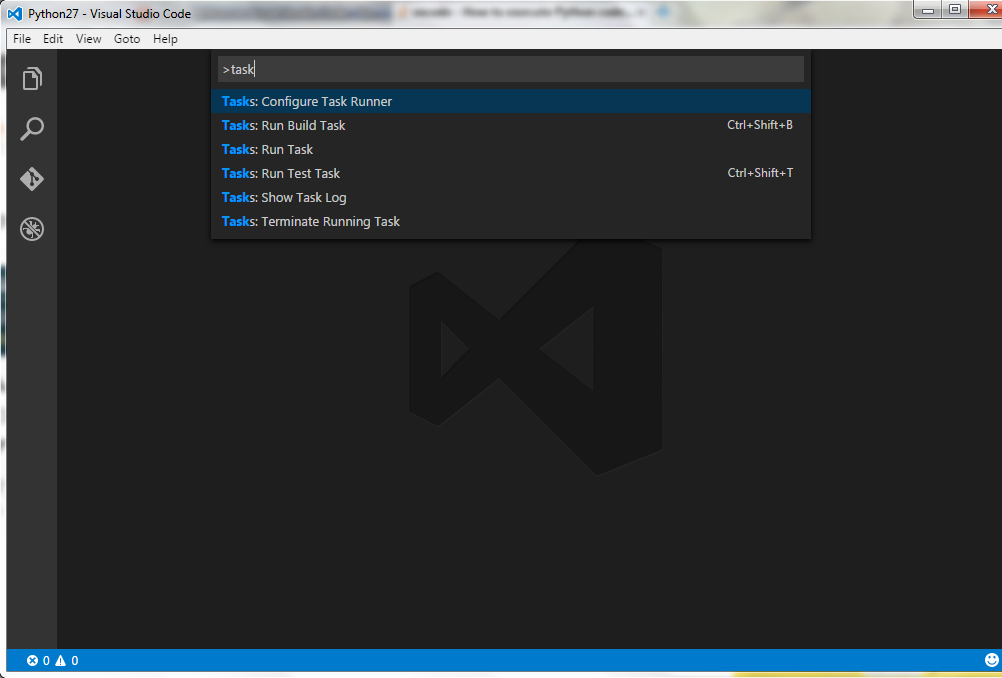 Python27 - Visual Studio Code
File Edit View Goto Help
>task
Tasks: Configure Task Runner
Tasks: Run Build Task Ctrl+Shift+B
Tasks: Run Task
Tasks: Run Test Task Ctrl+Shift+T
Tasks: Show Task Log
Tasks: Terminate Running Task
0 0